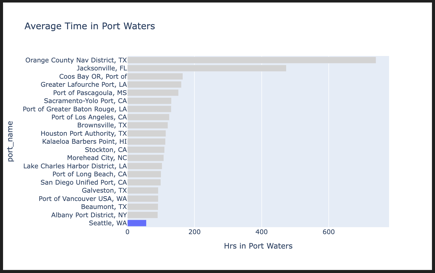 Average Time in Port Waters
port_name
Orange County Nav District, TX
Jacksonville, FL
Coos Bay OR, Port of
Greater Lafourche Port, LA
Port of Pascagoula, MS
Sacramento-Yolo Port, CA
Port of Greater Baton Rouge, LA
Port of Los Angeles, CA
Brownsville, TX
Houston Port Authority, TX
Kalaeloa Barbers Point, HI
Stockton, CA
Morehead City, NC
Lake Charles Harbor District, LA
Port of Long Beach, CA
San Diego Unified Port, CA
Galveston, TX
Port of Vancouver USA, WA
Beaumont, TX
Albany Port District, NY
Seattle, WA
0 200 400 600
Hrs in Port Waters